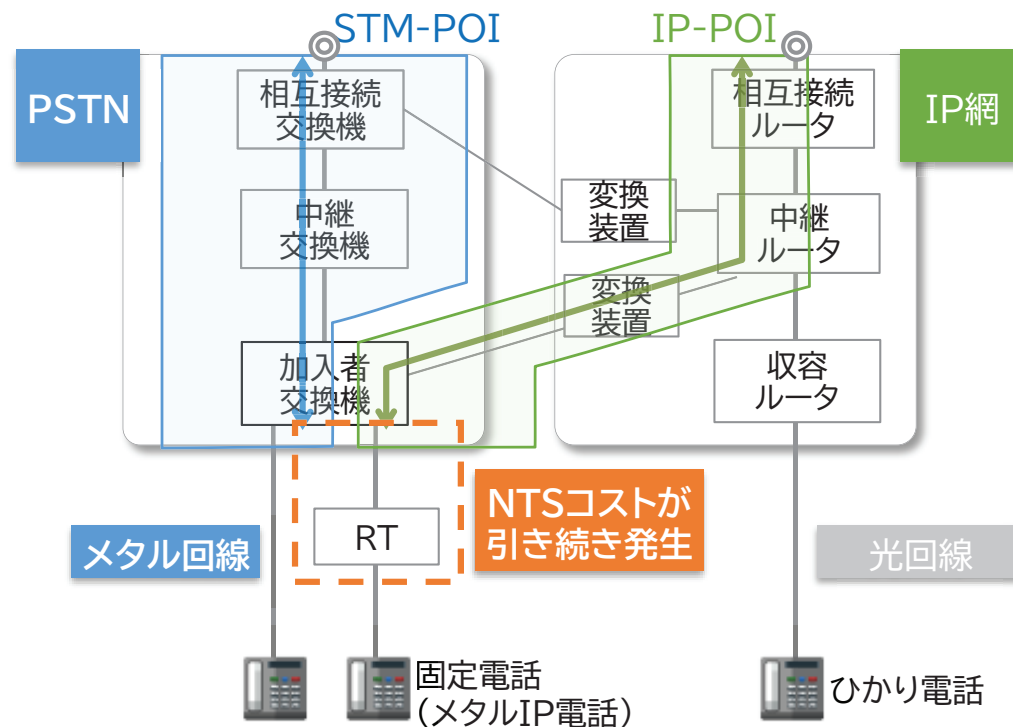 STM-POI
IP-POI
PSTN
相互接続
交換機
相互接続
ルータ
IP網
中継
交換機
変換
装置
中継
ルータ
変換
装置
加入者
交換機
収容
ルータ
メタル回線
RT
NTSコストが
引き続き発生
光回線
固定電話
(メタルIP電話)
ひかり電話